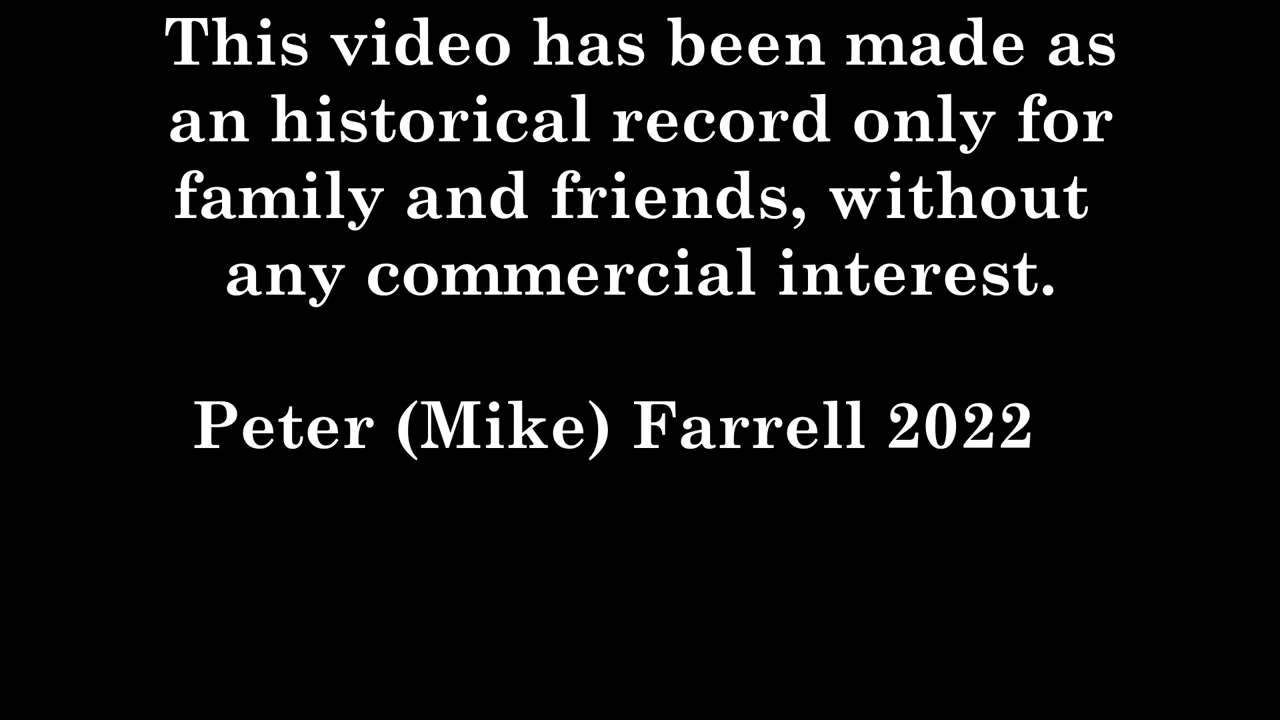 This video has been made as
an historical record only for
family and friends, without
any commercial interest.
Peter (Mike) Farrell 2022